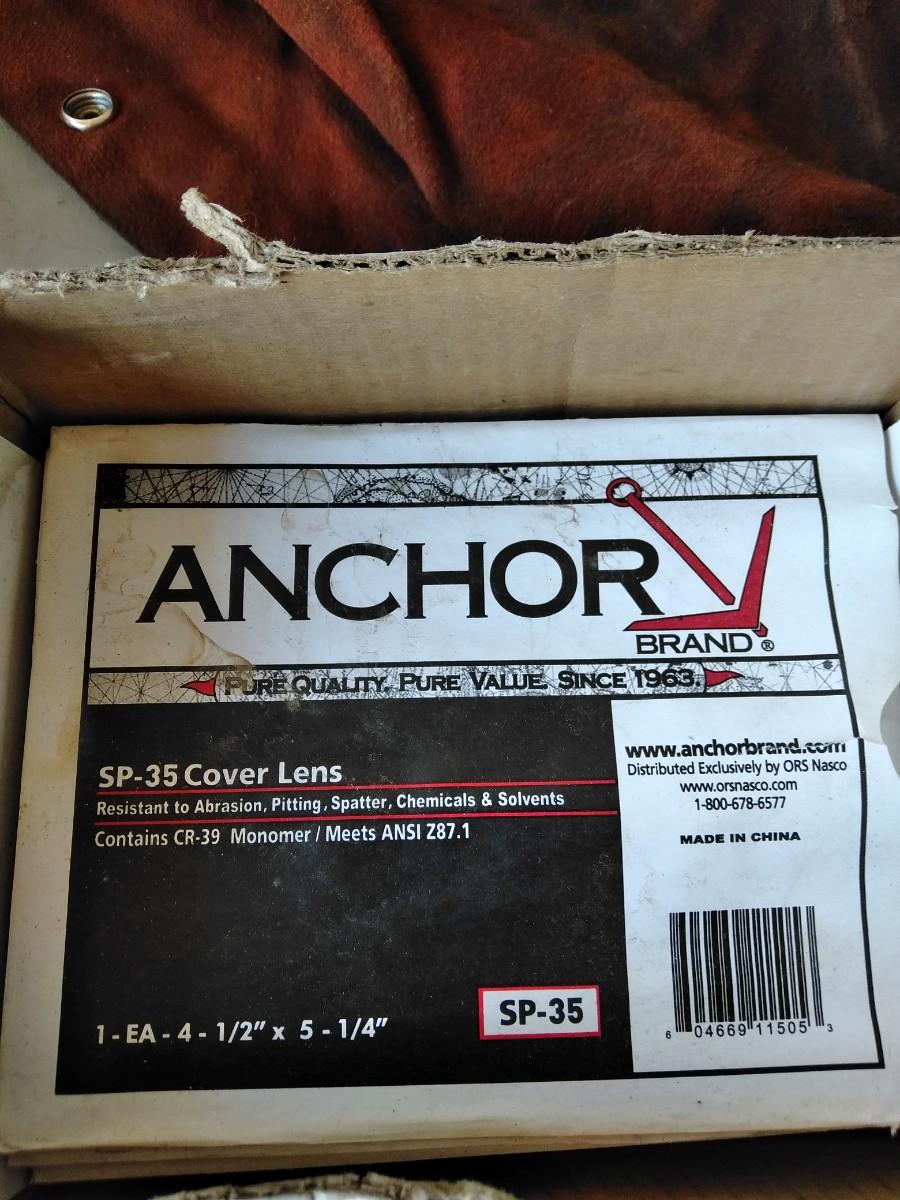 ANCHOR
BRAND ®
PURE QUALITY. PURE VALUE. SINCE 1963.
SP-35 Cover Lens
Resistant to Abrasion, Pitting, Spatter, Chemicals & Solvents
Contains CR-39 Monomer / Meets ANSI Z87.1
1 - EA - 4 - 1/2" x 5 - 1/4"
SP-35
www.anchorbrand.com
Distributed Exclusively by ORS Nasco
www.orsnasco.com
1-800-678-6577
MADE IN CHINA
6 04669 11505 3